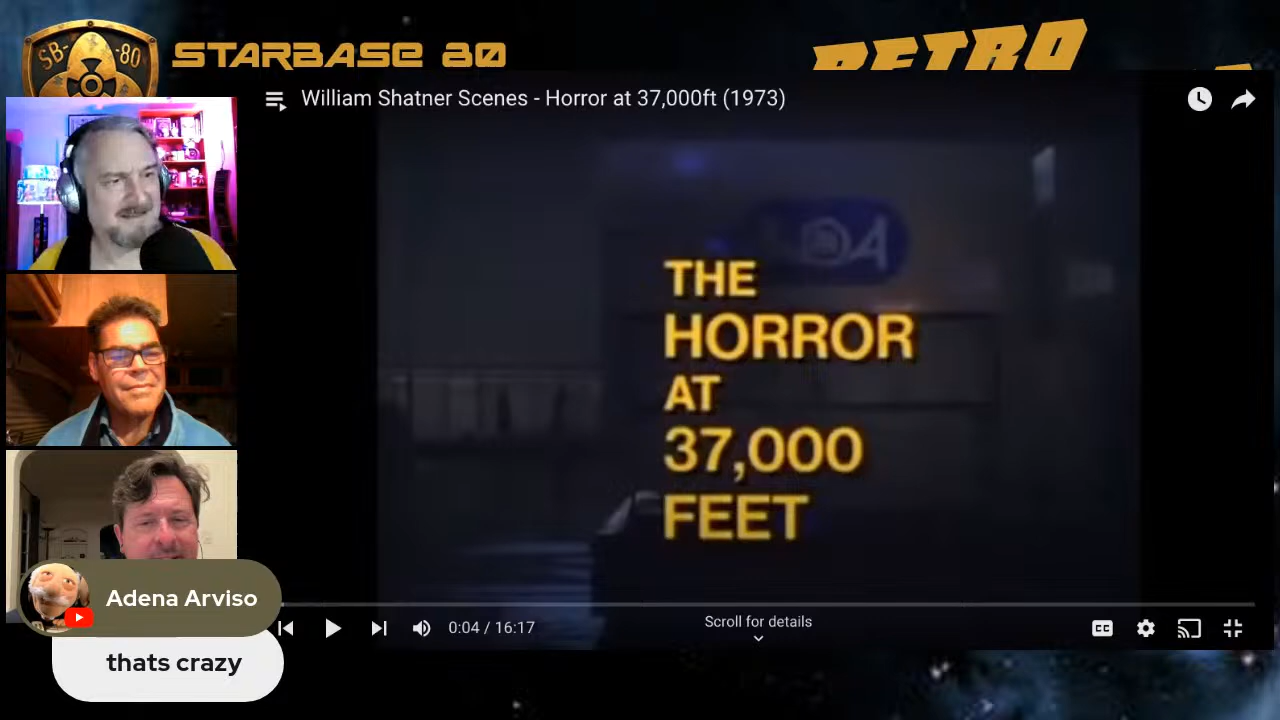 SB-80
STARBASE 80
RETRO
William Shatner Scenes - Horror at 37,000ft (1973)
THE
HORROR
AT
37,000
FEET
Adena Arviso
thats crazy
0:04 / 16:17
Scroll for details
CC